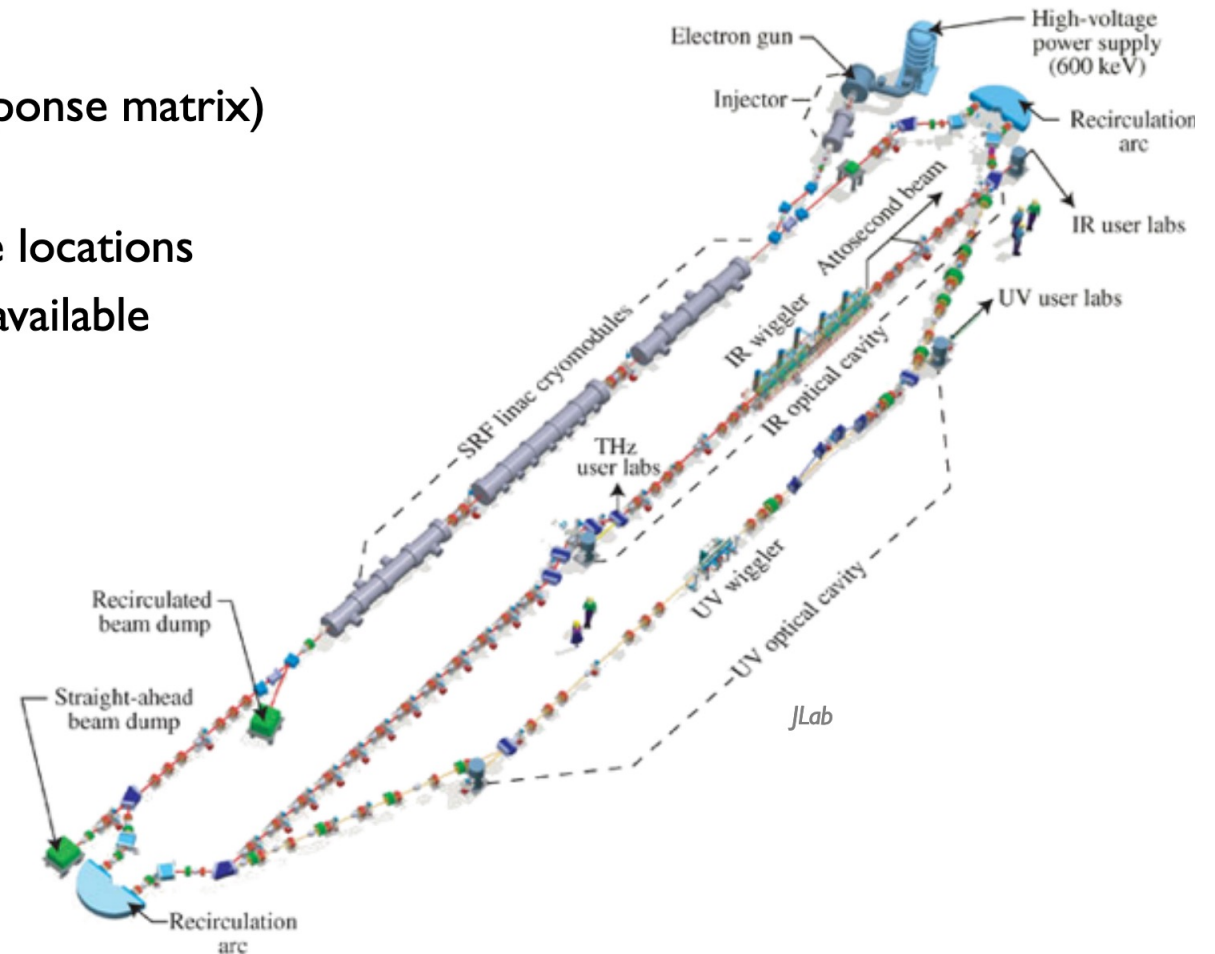 ponse matrix)
e locations
available
Electron gun
High-voltage
power supply
(600 keV)
Injector
Recirculation
arc
IR user labs
Attosecond beam
UV user labs
IR wiggler
IR optical cavity
SRF linac cryomodules
THz
user labs
UV wiggler
UV optical cavity
Recirculated
beam dump
Straight-ahead
beam dump
JLab
Recirculation
arc